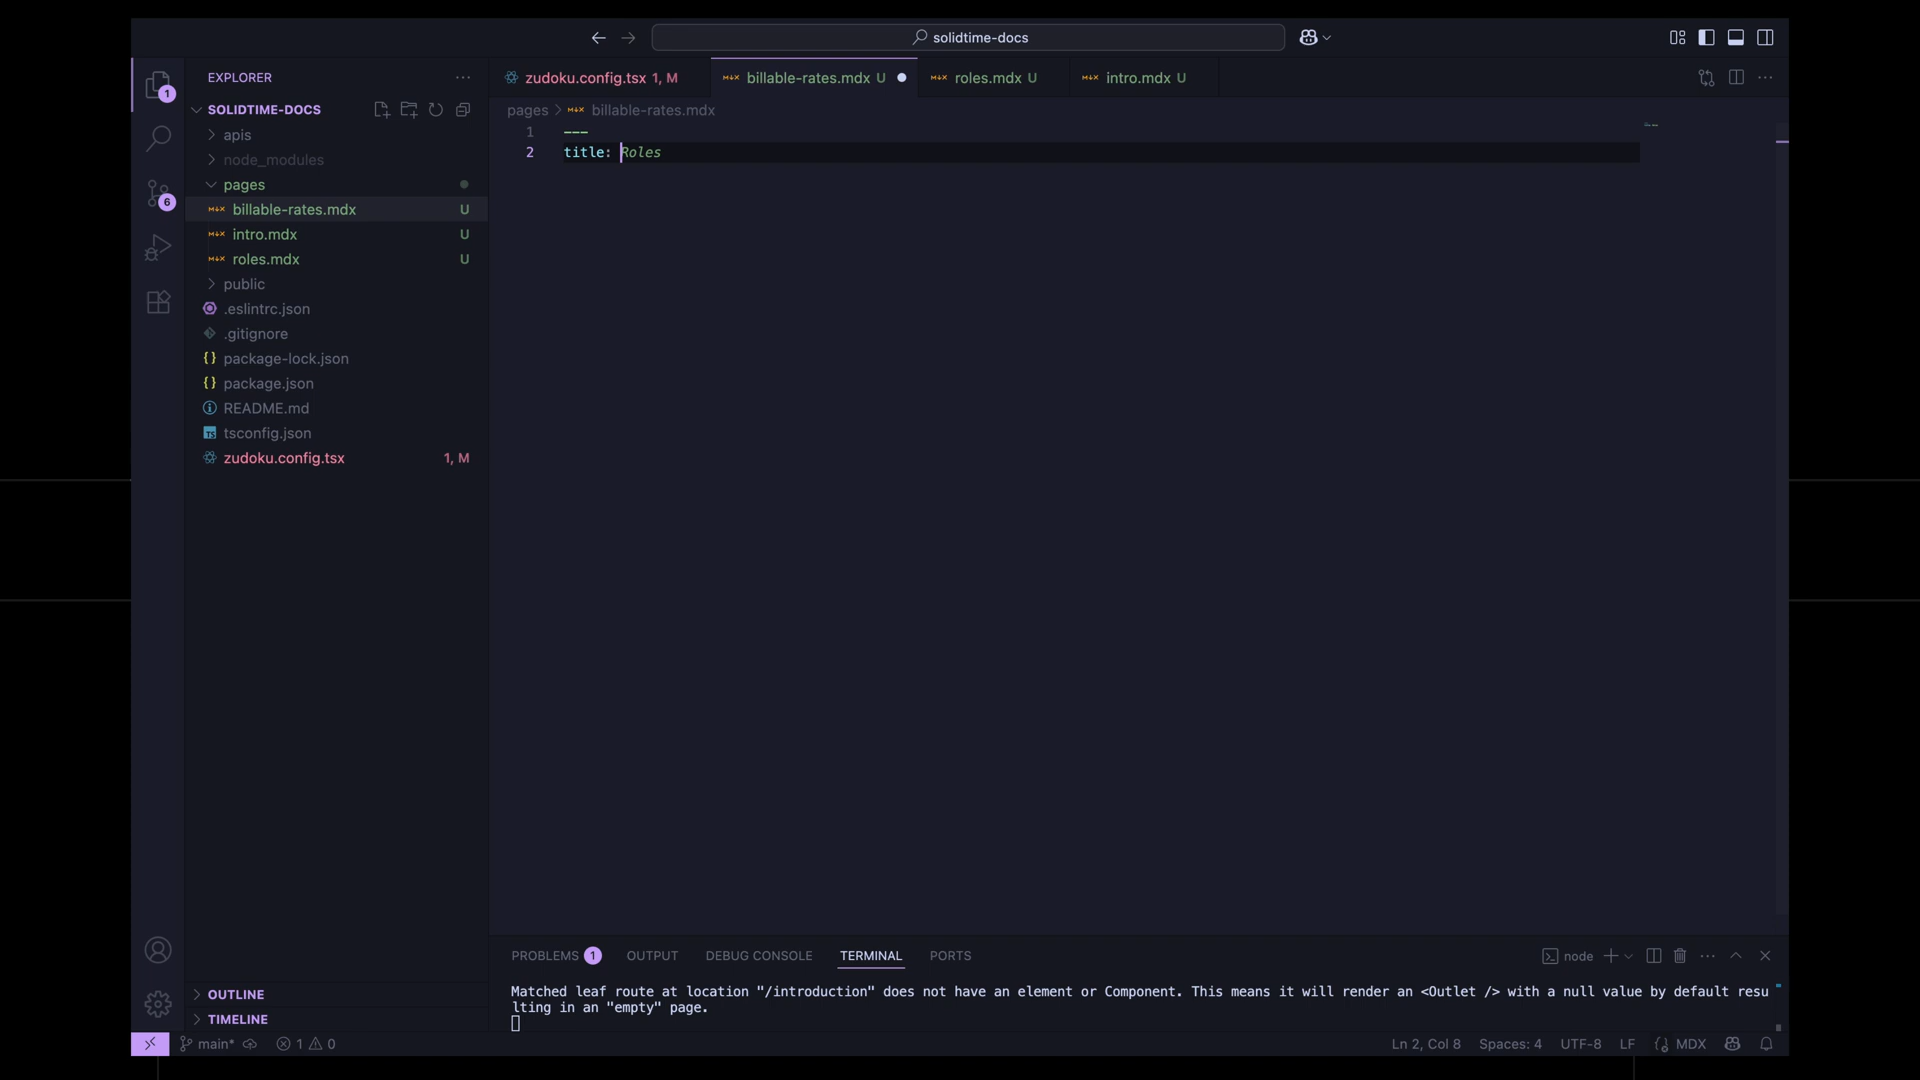 solidtime-docs
EXPLORER
SOLIDTIME-DOCS
apis
node_modules
pages
billable-rates.mdx U
intro.mdx U
roles.mdx U
public
.eslintrc.json
.gitignore
package-lock.json
package.json
README.md
tsconfig.json
zudoku.config.tsx 1, M
OUTLINE
TIMELINE
1
6
zudoku.config.tsx 1, M
billable-rates.mdx U
roles.mdx U
intro.mdx U
pages > billable-rates.mdx
1 ---
2 title: Roles
PROBLEMS 1 OUTPUT DEBUG CONSOLE TERMINAL PORTS
node
Matched leaf route at location "/introduction" does not have an element or Component. This means it will render an <Outlet /> with a null value by default resu
lting in an "empty" page.
main* 1 0
Ln 2, Col 8 Spaces: 4 UTF-8 LF MDX